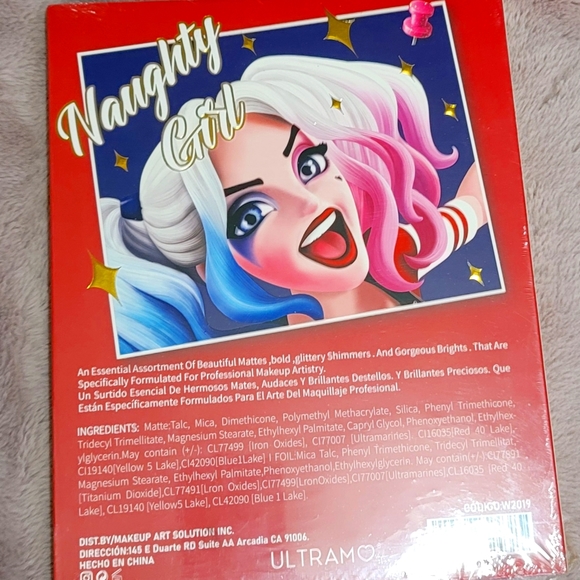 Naughty
Girl
An Essential Assortment Of Beautiful Mattes ,bold ,glittery Shimmers . And Gorgeous Brights . That Are
Specifically Formulated For Professional Makeup Artistry.
Un Surtido Esencial De Hermosos Mates, Audaces Y Brillantes Destellos. Y Brillantes Preciosos. Que
Están Específicamente Formulados Para El Arte Del Maquillaje Profesional.
INGREDIENTS: Matte:Talc, Mica, Dimethicone, Polymethyl Methacrylate, Silica, Phenyl Trimethicone,
Tridecyl Trimellitate, Magnesium Stearate, Ethylhexyl Palmitate, Capryl Glycol, Phenoxyethanol, Ethylhex-
ylglycerin.May contain (+/-): CL77499 [Iron Oxides], CI77007 [Ultramarines]. CI16035[Red 40 Lake],
CI19140[Yellow 5 Lake],CI42090[Blue1 Lake] I FOIL:Mica Talc, Phenyl Trimethicone, Tridecyl Trimellitat,
Magnesium Stearate, Ethylhexyl Palmitate,Phenoxyethanol,Ethylhexylglycerin. May contain(+/-)CI77891
[Titanium Dioxide],CL77491[Lron Oxides],CI77499[LronOxides],CI77007[Ultramarines],CL16035 [Red 40
Lake], CL19140 [Yellow5 Lake], CL42090 [Blue 1 Lake].
CODIGO:W2019
DIST.BY/MAKEUP ART SOLUTION INC.
DIRECCIÓN:145 E Duarte RD Suite AA Arcadia CA 91006.
HECHO EN CHINA
ULTRAMO